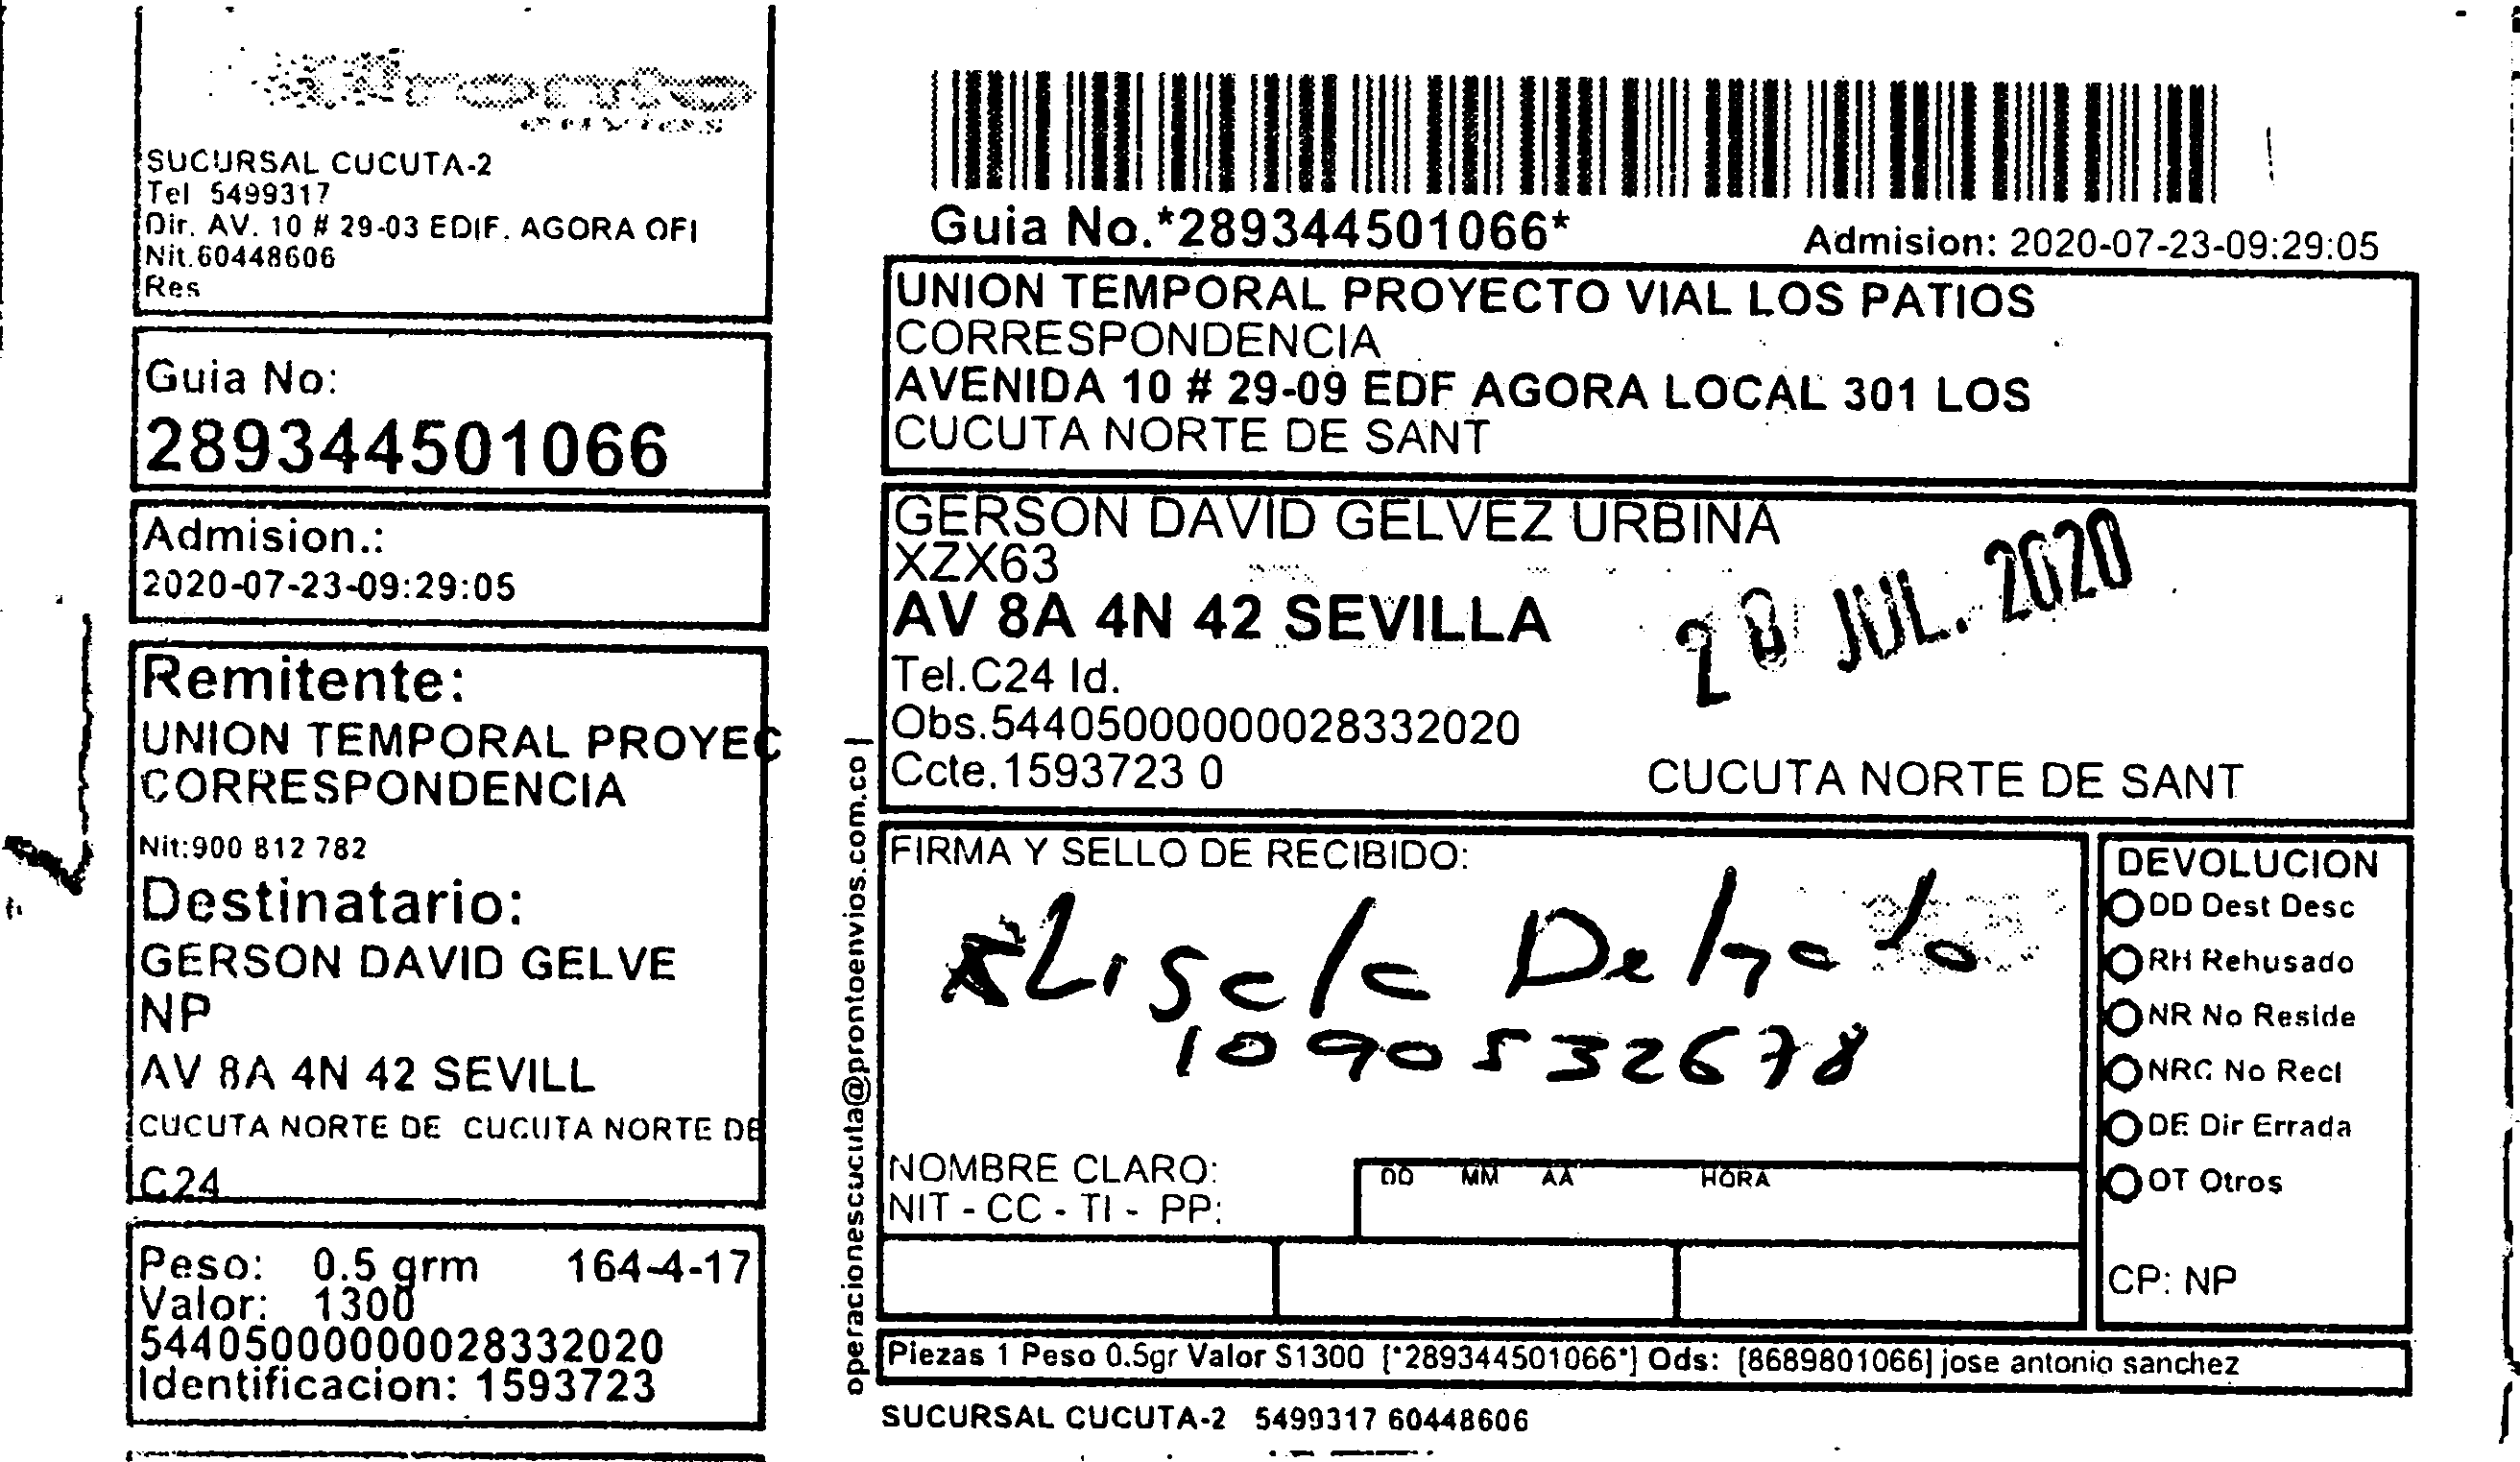 Pronto
envios
SUCURSAL CUCUTA-2
Tel 5499317
Dir. AV. 10 # 29-03 EDIF. AGORA OFI
Nit.60448606
Res
Guia No:
289344501066
Admision.:
2020-07-23-09:29:05
Remitente:
UNION TEMPORAL PROYEC
CORRESPONDENCIA
Nit:900 812 782
Destinatario:
GERSON DAVID GELVE
NP
AV 8A 4N 42 SEVILL
CUCUTA NORTE DE CUCUTA NORTE DE
C24
Peso: 0.5 grm 164-4-17
Valor: 1300
544050000000028332020
Identificacion: 1593723
operacionescucuta@prontoenvios.com.co |
Guia No.*289344501066*
Admision: 2020-07-23-09:29:05
UNION TEMPORAL PROYECTO VIAL LOS PATIOS
CORRESPONDENCIA
AVENIDA 10 # 29-09 EDF AGORA LOCAL 301 LOS
CUCUTA NORTE DE SANT
GERSON DAVID GELVEZ URBINA
XZX63
AV 8A 4N 42 SEVILLA
28 JUL. 2020
Tel.C24 Id.
Obs.544050000000028332020
Ccte.1593723 0
CUCUTA NORTE DE SANT
FIRMA Y SELLO DE RECIBIDO:
1090532678
NOMBRE CLARO:
NIT - CC - TI - PP:
DD MM AA HORA
DEVOLUCION
DD Dest Desc
RH Rehusado
NR No Reside
NRC No Recl
DE Dir Errada
OT Otros
CP: NP
Piezas 1 Peso 0.5gr Valor $1300 [*289344501066*] Ods: [8689801066] jose antonio sanchez
SUCURSAL CUCUTA-2 5499317 60448606